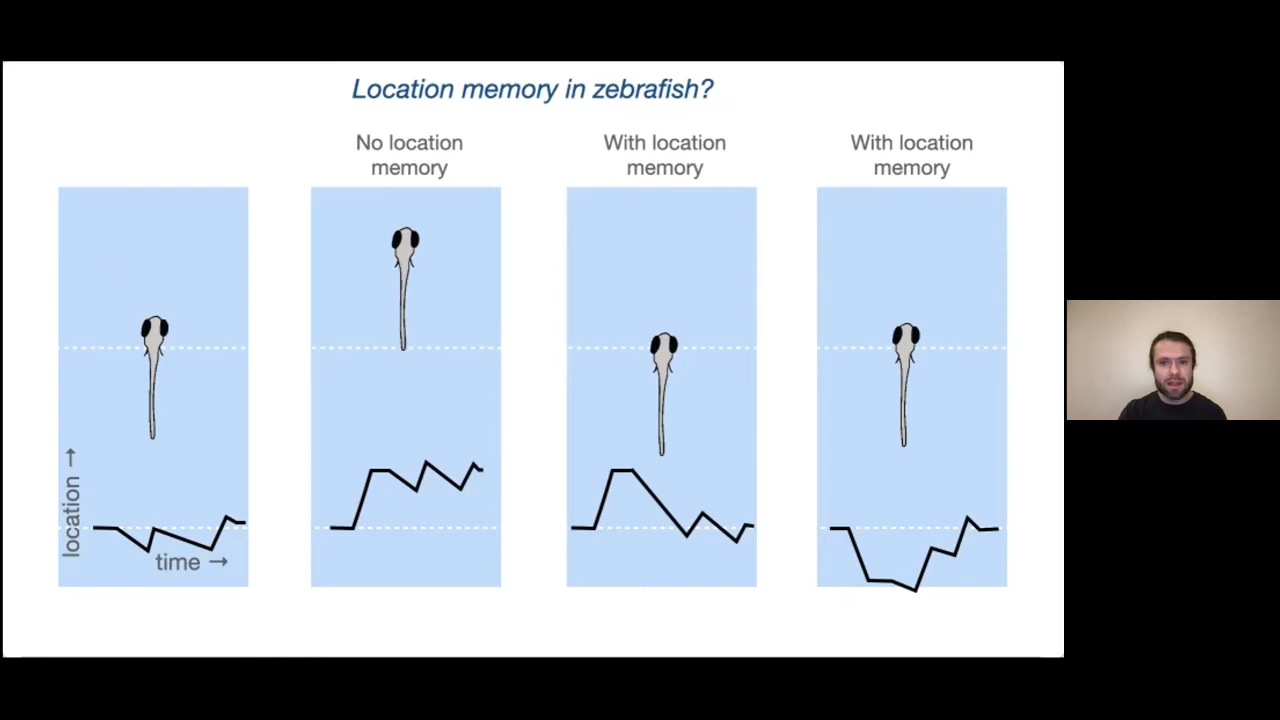 Location memory in zebrafish?
No location
memory
With location
memory
With location
memory
location →
time →